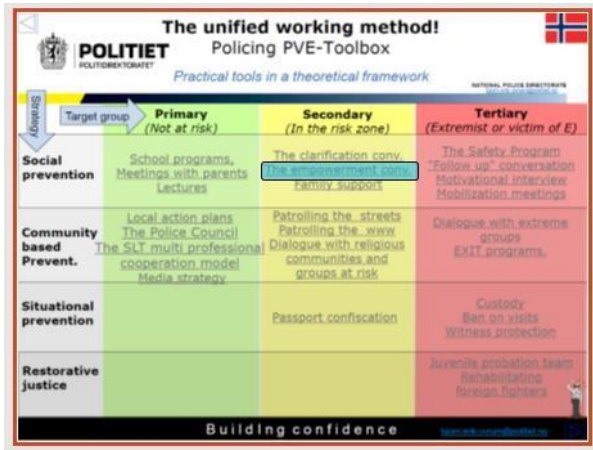 The unified working method!
POLITIET
POLITIDIREKTORATET
Policing PVE-Toolbox
Practical tools in a theoretical framework
NATIONAL POLICE DIRECTORATE
Strategy
Target group
Primary
(Not at risk)
Secondary
(In the risk zone)
Tertiary
(Extremist or victim of E)
Social
prevention
School programs,
Meetings with parents
Lectures
The clarification conv.
The empowerment conv.
Family support
The Safety Program
"Follow up" conversation
Motivational interview
Mobilization meetings
Community
based
Prevent.
Local action plans
The Police Council
The SLT multi professional
cooperation model
Media strategy
Patrolling the streets
Patrolling the www
Dialogue with religious
communities and
groups at risk
Dialogue with extreme
groups
EXIT programs.
Situational
prevention
Passport confiscation
Custody
Ban on visits
Witness protection
Restorative
justice
Juvenile probation team
Rehabilitating
foreign fighters
BuildIng confidence